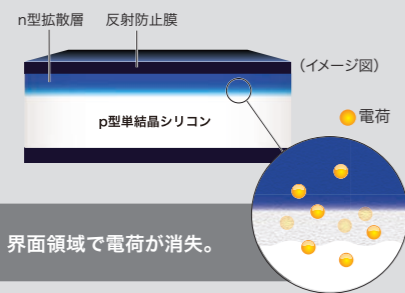 n型拡散層
反射防止膜
（イメージ図）
p型単結晶シリコン
電荷
界面領域で電荷が消失。